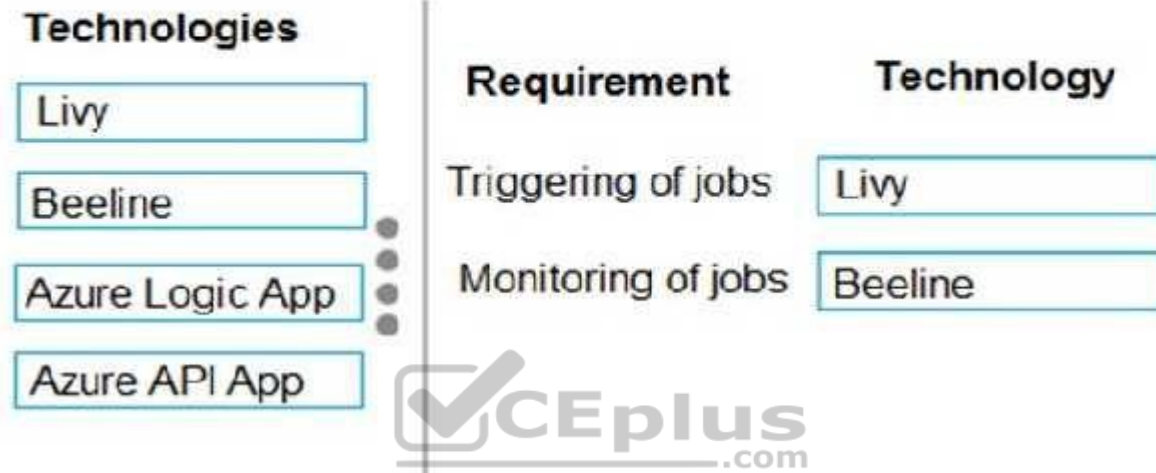 Technologies
Livy
Beeline
Azure Logic App
Azure API App
Requirement Technology
Triggering of jobs Livy
Monitoring of jobs Beeline
CEplus
.com